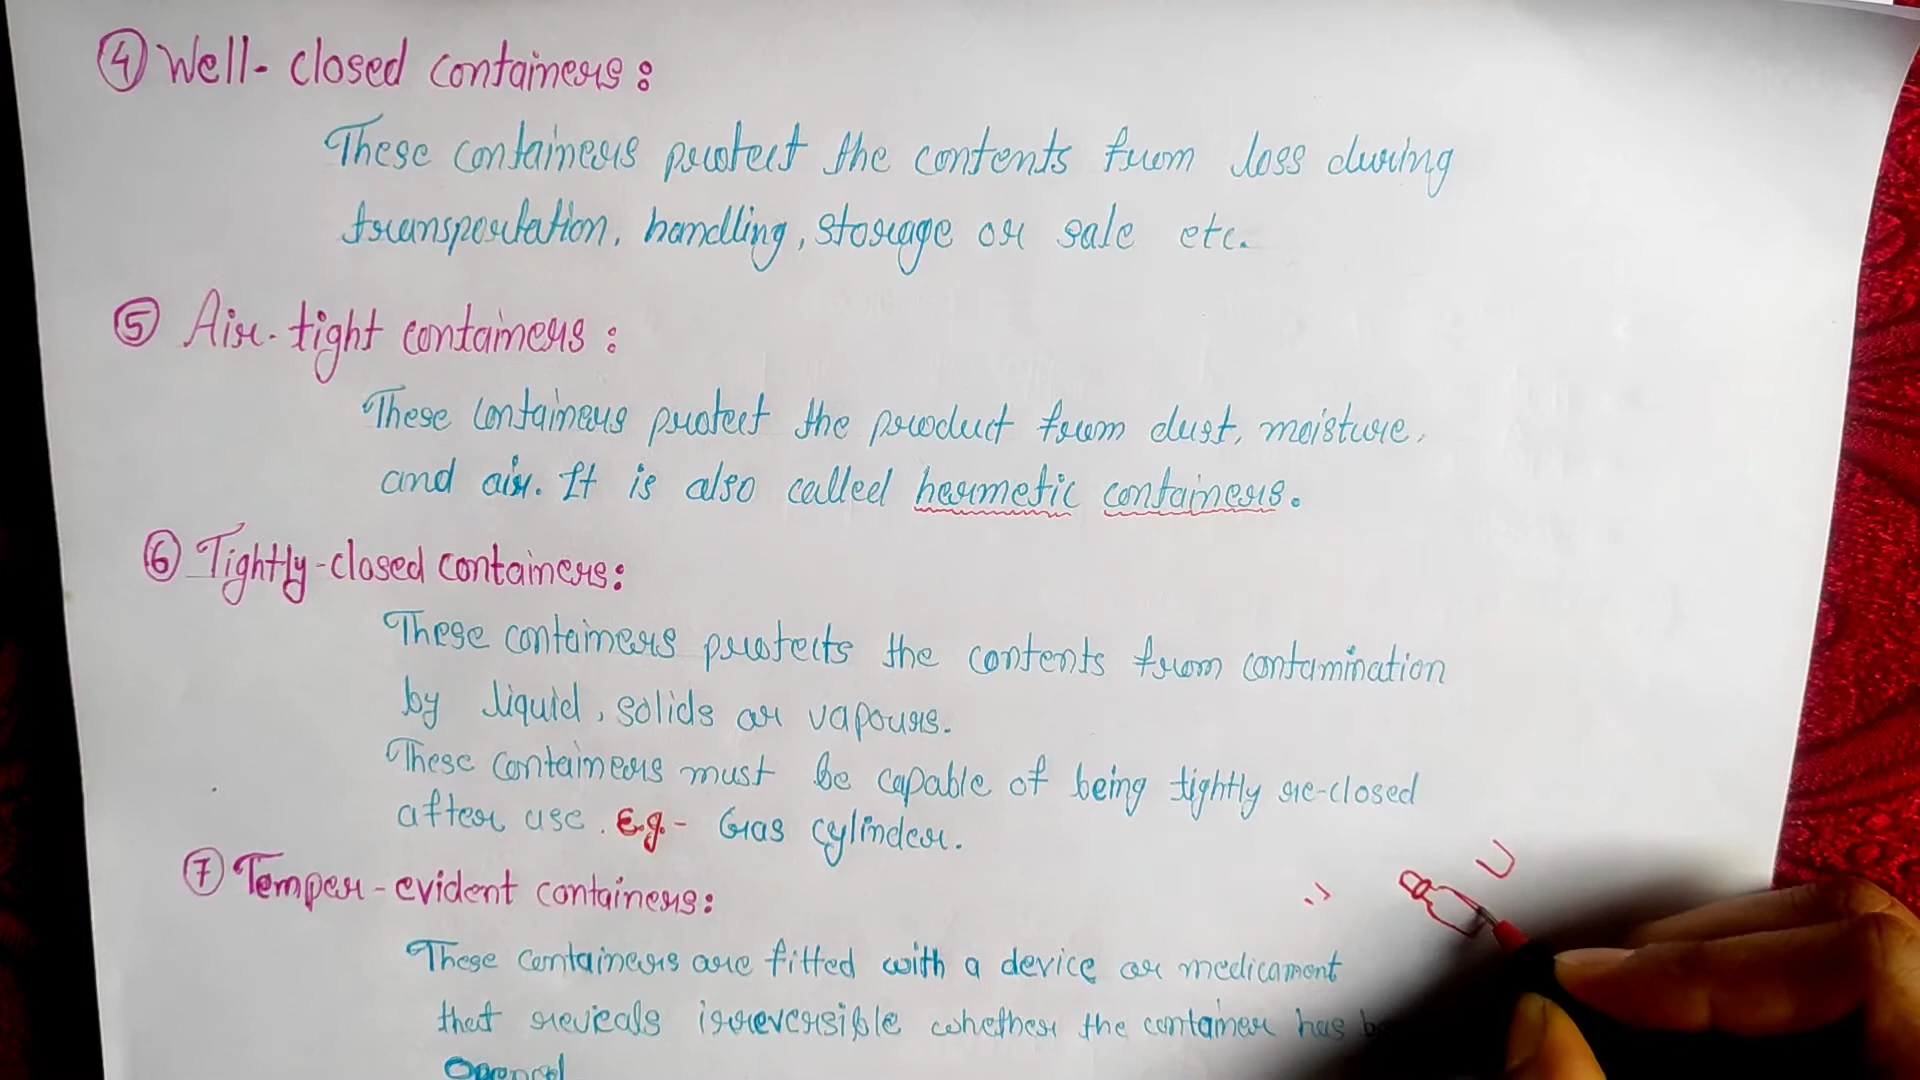 ④ Well-closed containers:
These containers protect the contents from loss during
transportation, handling, storage or sale etc.
⑤ Air-tight containers:
These containers protect the product from dust, moisture,
and air. It is also called hermetic containers.
⑥ Tightly-closed containers:
These containers protects the contents from contamination
by liquid, solids or vapours.
These containers must be capable of being tightly re-closed
after use. E.g.- Gas cylinder.
⑦ Temper-evident containers:
These containers are fitted with a device or medicament
that reveals irreversible whether the container has
opened